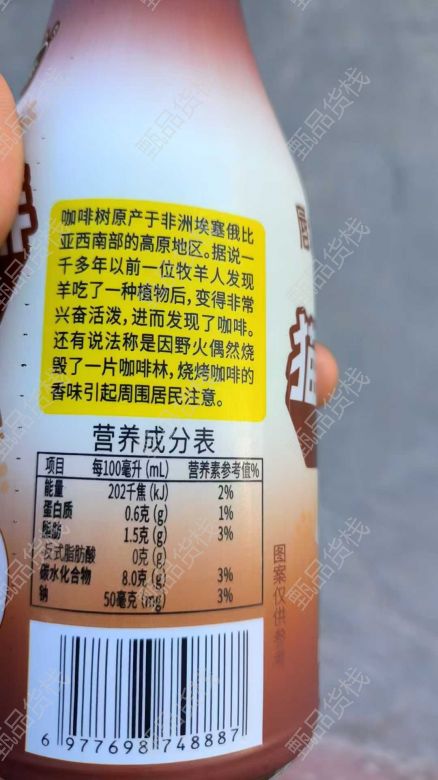 咖啡树原产于非洲埃塞俄比
亚西南部的高原地区。据说一
千多年以前一位牧羊人发现
羊吃了一种植物后，变得非常
兴奋活泼，进而发现了咖啡。
还有说法称是因野火偶然烧
毁了一片咖啡林，烧烤咖啡的
香味引起周围居民注意。
营养成分表
项目 每100毫升 (mL) 营养素参考值%
能量 202千焦 (kJ) 2%
蛋白质 0.6克 (g) 1%
脂肪 1.5克 (g) 3%
反式脂肪酸 0克 (g)
碳水化合物 8.0克 (g) 3%
钠 50毫克 (mg) 3%
图案仅供参考
6 977698 748887
甄品货栈